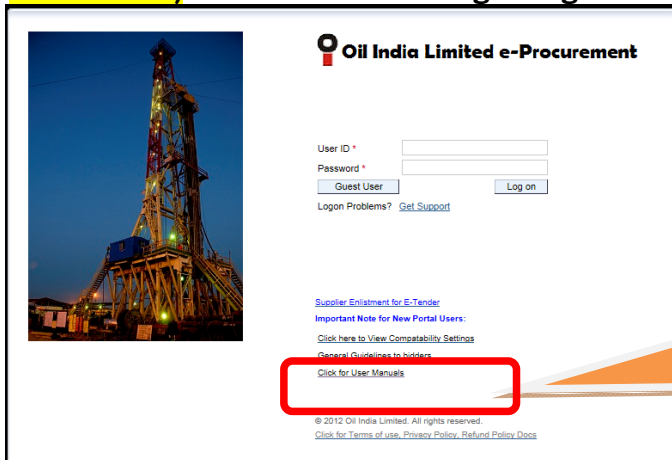 Oil India Limited e-Procurement
User ID *
Password *
Guest User Log on
Logon Problems? Get Support
Supplier Enlistment for E-Tender
Important Note for New Portal Users:
Click here to View Compatability Settings
General Guidelines to bidders
Click for User Manuals
© 2012 Oil India Limited. All rights reserved.
Click for Terms of use, Privacy Policy, Refund Policy Docs